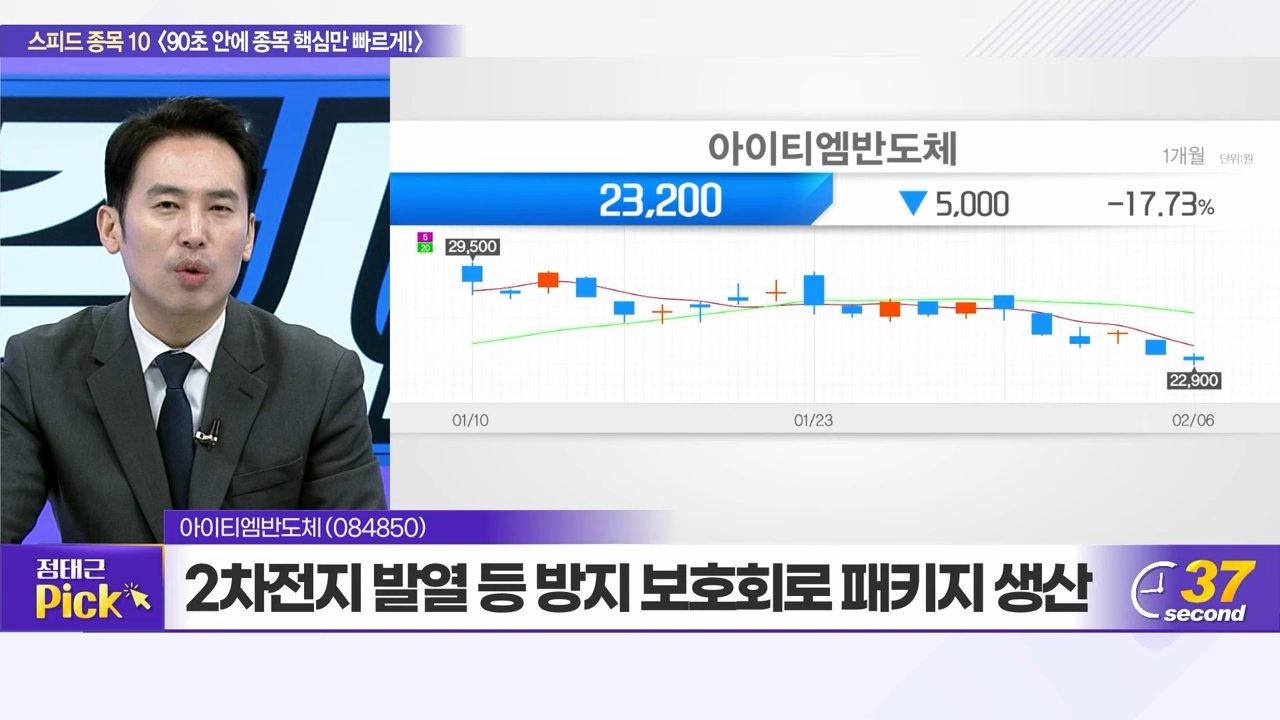 스피드 종목 10 〈90초 안에 종목 핵심만 빠르게!〉
아이티엠반도체
1개월 단위:원
23,200 ▼ 5,000 -17.73%
5
20
29,500
22,900
01/10 01/23 02/06
아이티엠반도체 (084850)
정태근
Pick
2차전지 발열 등 방지 보호회로 패키지 생산
37
second